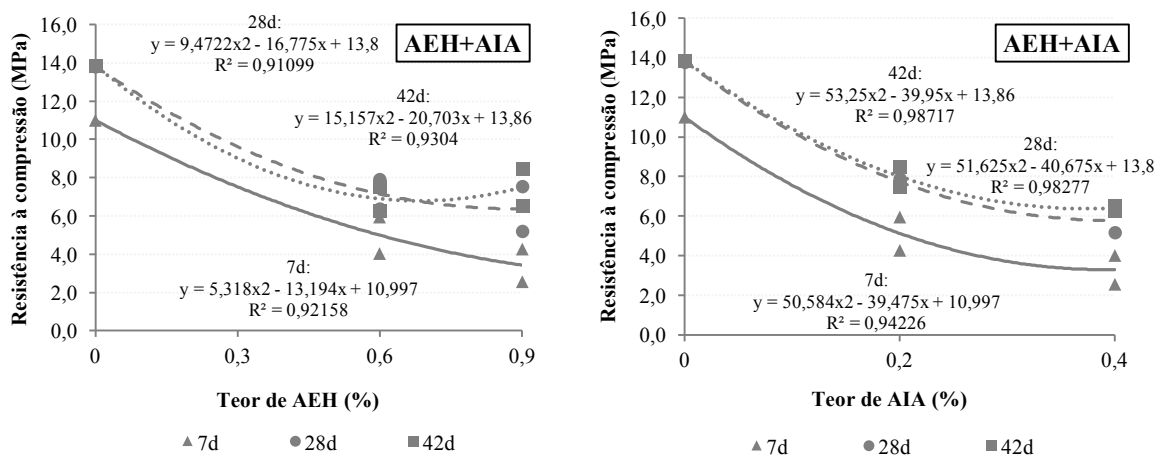 Resistência à compressão (MPa)
16,0
14,0
12,0
10,0
8,0
6,0
4,0
2,0
0,0
28d:
y = 9,4722x2 - 16,775x + 13,8
R² = 0,91099
AEH+AIA
42d:
y = 15,157x2 - 20,703x + 13,86
R² = 0,9304
7d:
y = 5,318x2 - 13,194x + 10,997
R² = 0,92158
0
0,3
0,6
0,9
Teor de AEH (%)
7d
28d
42d
Resistência à compressão (MPa)
16,0
14,0
12,0
10,0
8,0
6,0
4,0
2,0
0,0
AEH+AIA
42d:
y = 53,25x2 - 39,95x + 13,86
R² = 0,98717
28d:
y = 51,625x2 - 40,675x + 13,8
R² = 0,98277
7d:
y = 50,584x2 - 39,475x + 10,997
R² = 0,94226
0
0,2
0,4
Teor de AIA (%)
7d
28d
42d